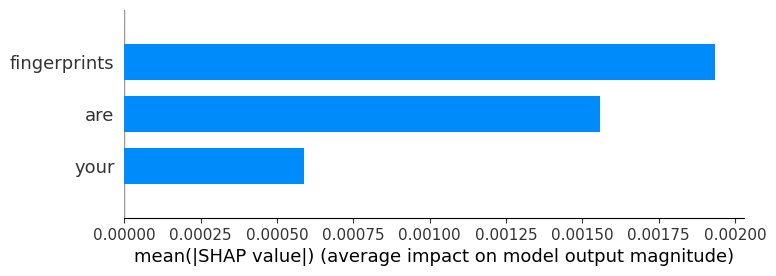 fingerprints
are
your
0.00000 0.00025 0.00050 0.00075 0.00100 0.00125 0.00150 0.00175 0.00200
mean(|SHAP value|) (average impact on model output magnitude)